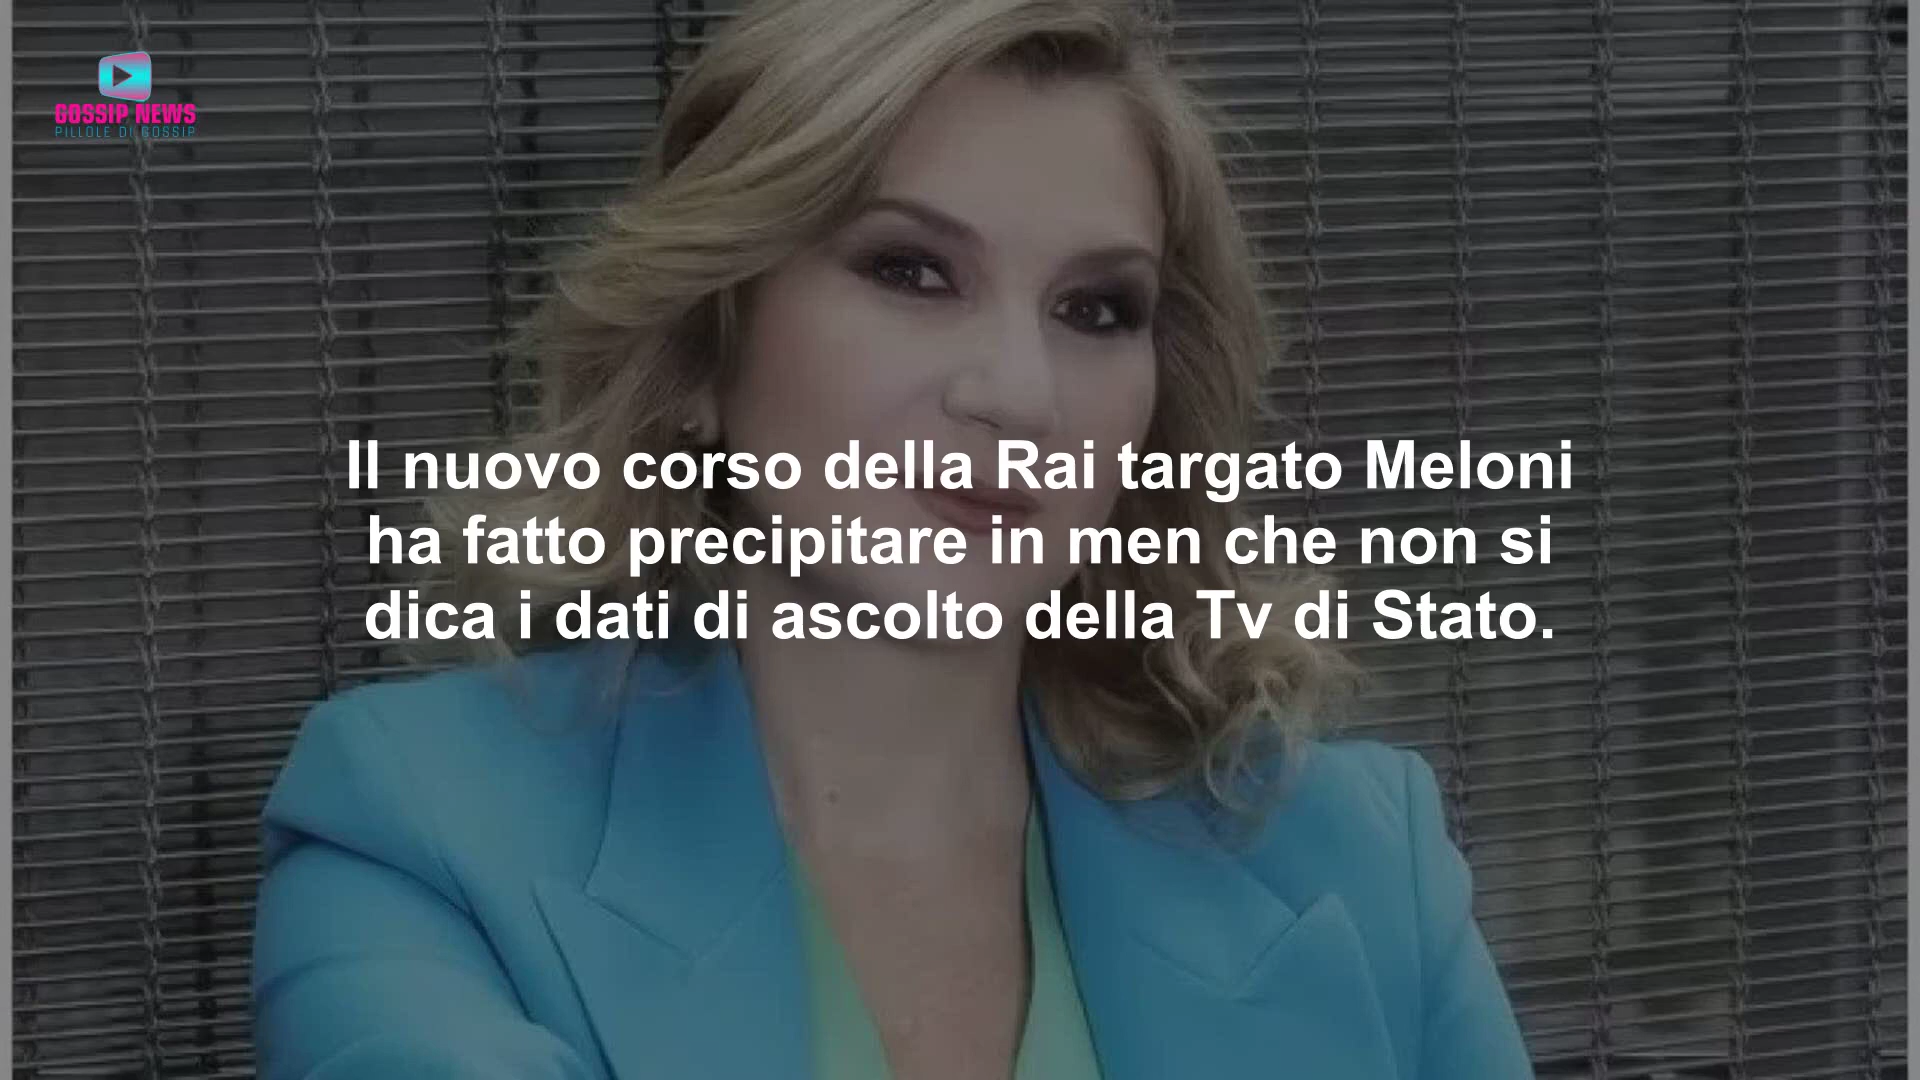 GOSSIP NEWS
PILLOLE DI GOSSIP
Il nuovo corso della Rai targato Meloni
ha fatto precipitare in men che non si
dica i dati di ascolto della Tv di Stato.